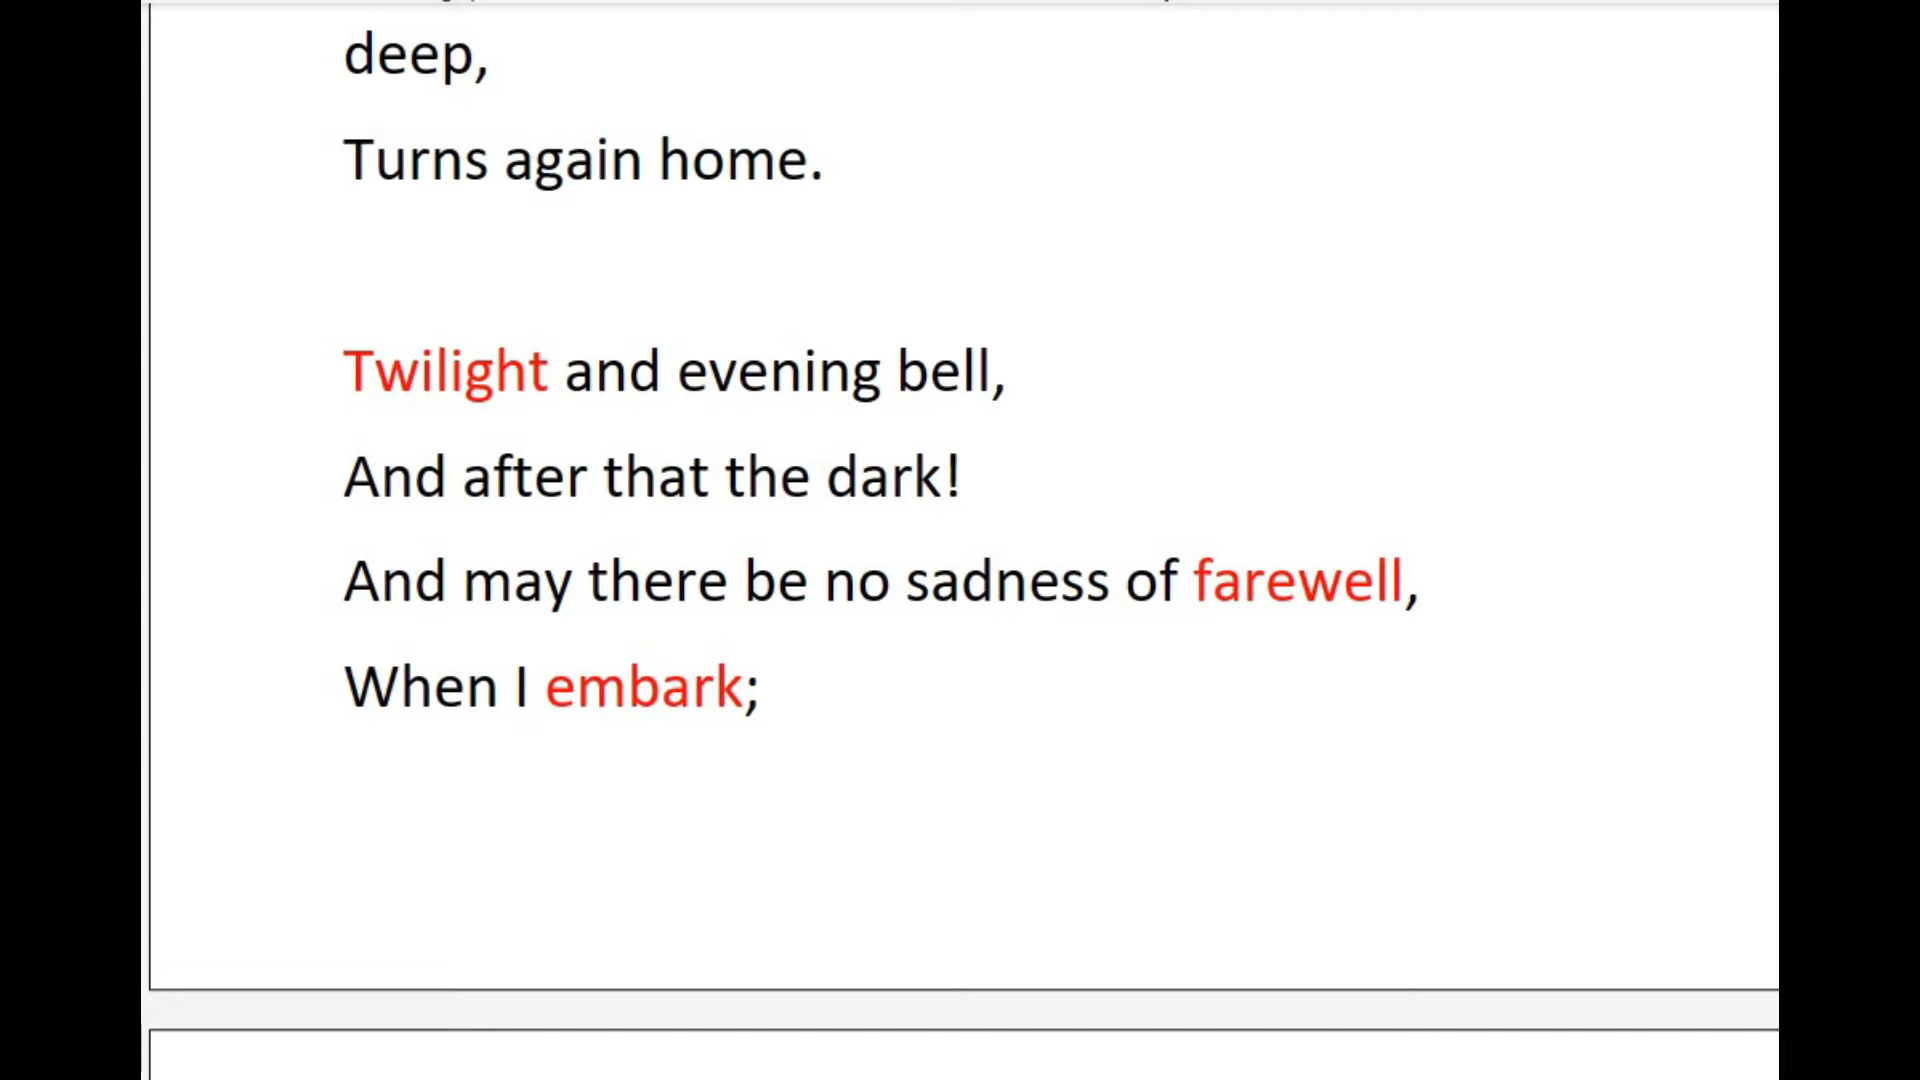 deep,
Turns again home.
Twilight and evening bell,
And after that the dark!
And may there be no sadness of farewell,
When I embark;